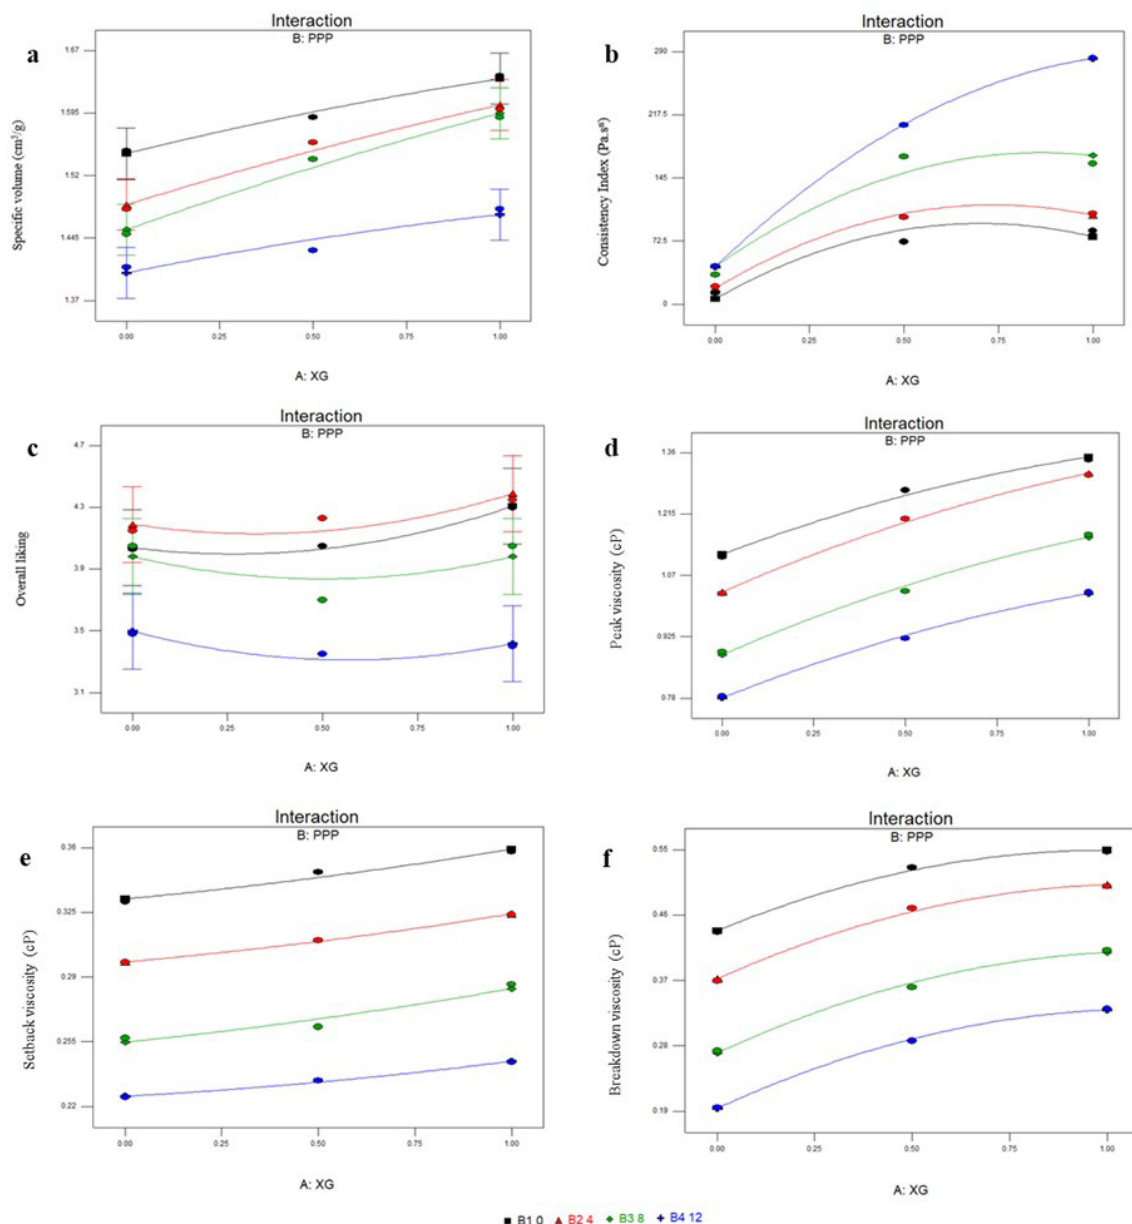 a
Interaction
B: PPP
Specific volume (cm³/g)
1.67
1.595
1.52
1.445
1.37
0.00
0.25
0.50
0.75
1.00
A: XG
b
Interaction
B: PPP
Consistency Index (Pa.sⁿ)
290
217.5
145
72.5
0
0.00
0.25
0.50
0.75
1.00
A: XG
c
Interaction
B: PPP
Overall liking
4.7
4.3
3.9
3.5
3.1
0.00
0.25
0.50
0.75
1.00
A: XG
d
Interaction
B: PPP
Peak viscosity (cP)
1.36
1.215
1.07
0.925
0.78
0.00
0.25
0.50
0.75
1.00
A: XG
e
Interaction
B: PPP
Setback viscosity (cP)
0.36
0.325
0.29
0.255
0.22
0.00
0.25
0.50
0.75
1.00
A: XG
f
Interaction
B: PPP
Breakdown viscosity (cP)
0.55
0.46
0.37
0.28
0.19
0.00
0.25
0.50
0.75
1.00
A: XG
B1 0 B2 4 B3 8 B4 12